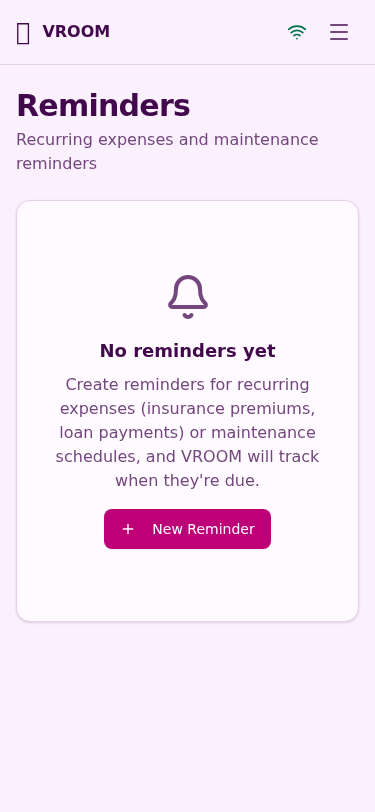 VROOM
Reminders
Recurring expenses and maintenance
reminders
No reminders yet
Create reminders for recurring
expenses (insurance premiums,
loan payments) or maintenance
schedules, and VROOM will track
when they're due.
New Reminder